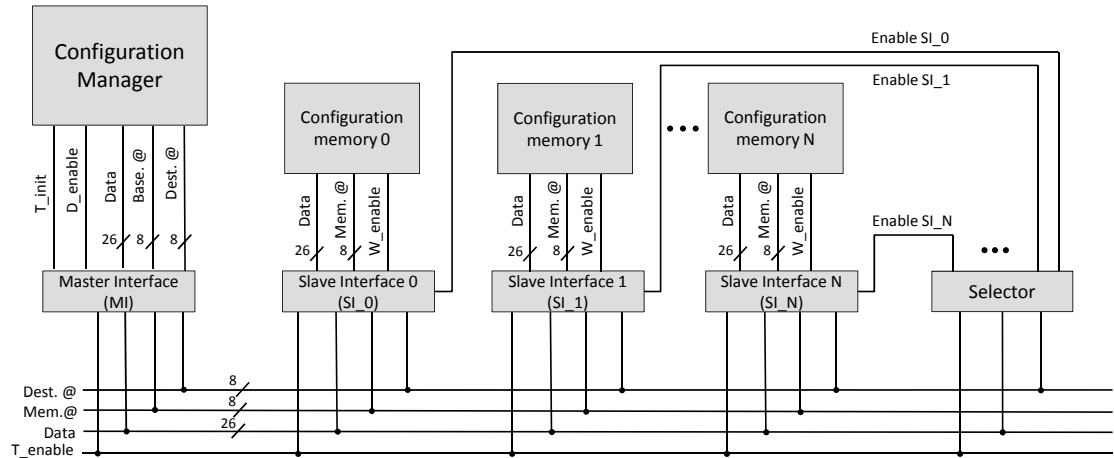 Configuration
Manager
Enable SI_0
Enable SI_1
Configuration
memory 0
Configuration
memory 1
•••
Configuration
memory N
T_init
D_enable
Data
Base. @
Dest. @
26
8
8
Data
Mem. @
W_enable
26
8
Data
Mem. @
W_enable
26
8
Data
Mem. @
W_enable
26
8
Enable SI_N
•••
Master Interface
(MI)
Slave Interface 0
(SI_0)
Slave Interface 1
(SI_1)
Slave Interface N
(SI_N)
Selector
Dest. @
8
Mem.@
8
Data
26
T_enable